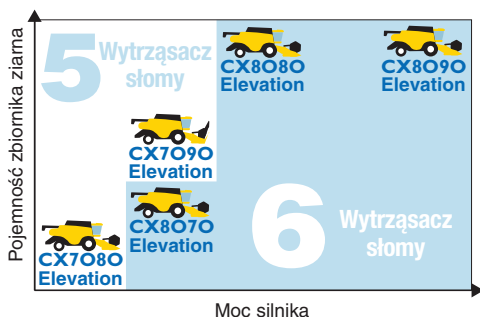 Pojemność zbiornika ziarna
5 Wytrząsacz
słomy
CX8080
Elevation
CX8090
Elevation
CX7090
Elevation
CX8070
Elevation
6 Wytrząsacz
słomy
CX7080
Elevation
Moc silnika